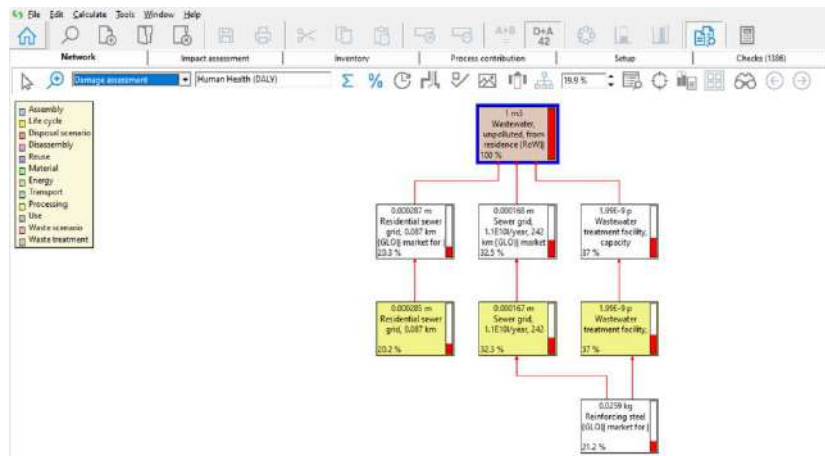 File Edit Calculate Tools Window Help
A+B D+A 42
Network Impact assessment Inventory Process contribution Setup Checks (1386)
Damage assessment Human Health (DALY) Σ % 19.9 %
Assembly
Life cycle
Disposal scenario
Disassembly
Reuse
Material
Energy
Transport
Processing
Use
Waste scenario
Waste treatment
1 m3
Wastewater,
unpolluted, from
residence {RoW}|
100 %
0.000287 m
Residential sewer
grid, 0.087 km
{GLO}| market for |
20.3 %
0.000168 m
Sewer grid,
1.1E10l/year, 242
km {GLO}| market
32.5 %
1.99E-9 p
Wastewater
treatment facility,
capacity
37 %
0.000285 m
Residential sewer
grid, 0.087 km
20.2 %
0.000167 m
Sewer grid,
1.1E10l/year, 242
32.3 %
1.99E-9 p
Wastewater
treatment facility,
37 %
0.0259 kg
Reinforcing steel
{GLO}| market for |
21.2 %